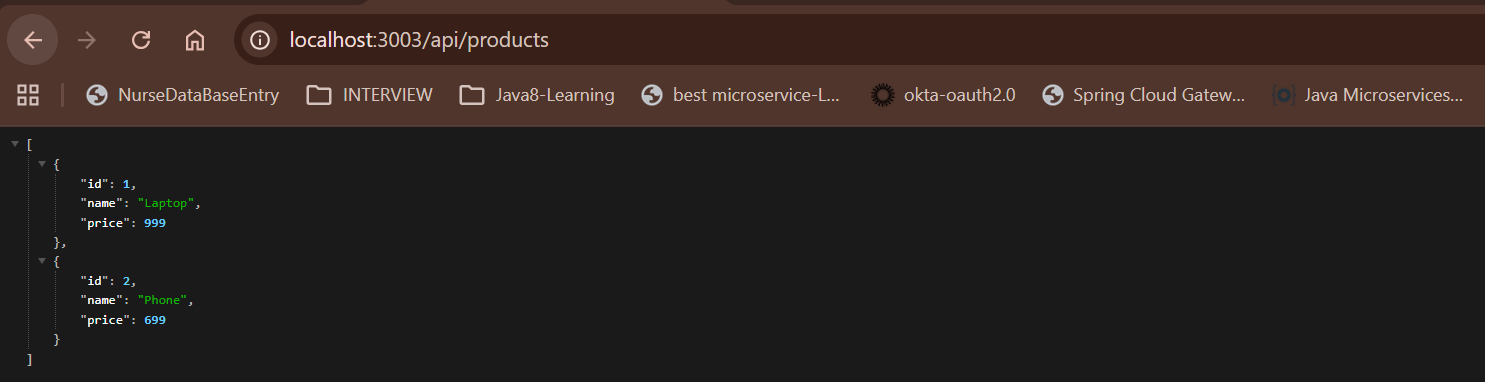 localhost:3003/api/products
NurseDataBaseEntry INTERVIEW Java8-Learning best microservice-L... okta-oauth2.0 Spring Cloud Gatew... Java Microservices...
[
{
"id": 1,
"name": "Laptop",
"price": 999
},
{
"id": 2,
"name": "Phone",
"price": 699
}
]